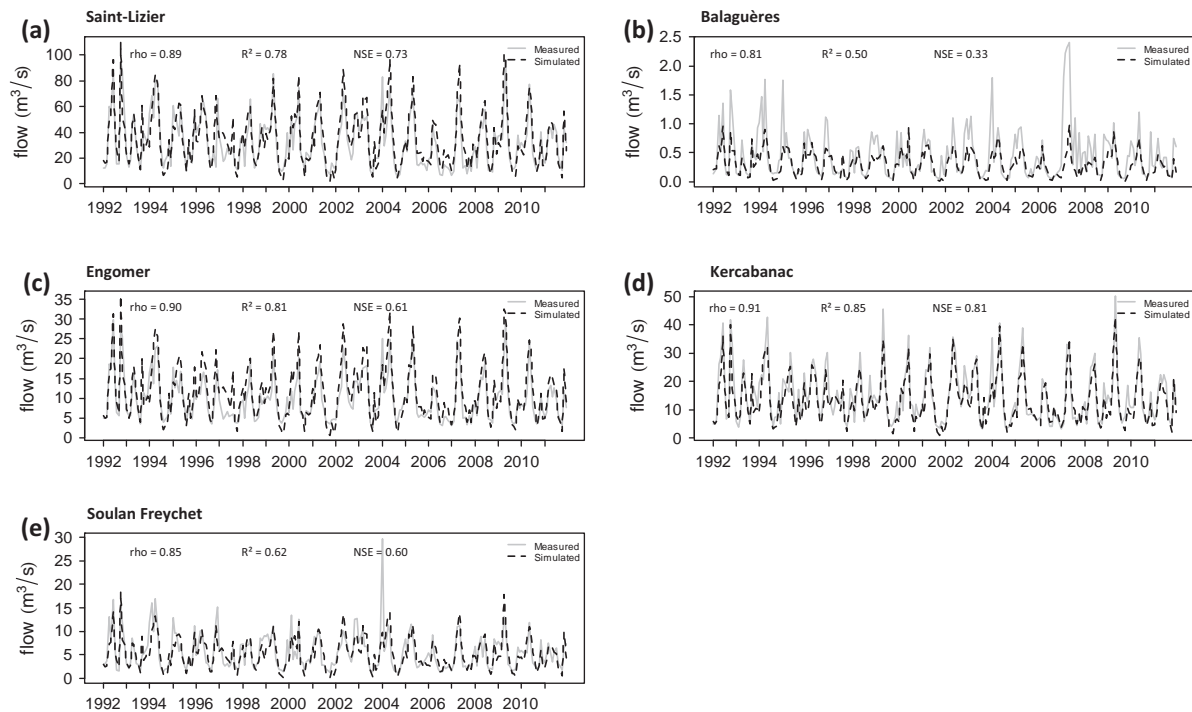 (a) Saint-Lizier
rho = 0.89 R² = 0.78 NSE = 0.73
Measured
Simulated
flow (m³/s)
100
80
60
40
20
0
1992 1994 1996 1998 2000 2002 2004 2006 2008 2010
(b) Balaguères
rho = 0.81 R² = 0.50 NSE = 0.33
Measured
Simulated
flow (m³/s)
2.5
2.0
1.5
1.0
0.5
0.0
1992 1994 1996 1998 2000 2002 2004 2006 2008 2010
(c) Engomer
rho = 0.90 R² = 0.81 NSE = 0.61
Measured
Simulated
flow (m³/s)
35
30
25
20
15
10
5
0
1992 1994 1996 1998 2000 2002 2004 2006 2008 2010
(d) Kercabanac
rho = 0.91 R² = 0.85 NSE = 0.81
Measured
Simulated
flow (m³/s)
50
40
30
20
10
0
1992 1994 1996 1998 2000 2002 2004 2006 2008 2010
(e) Soulan Freychet
rho = 0.85 R² = 0.62 NSE = 0.60
Measured
Simulated
flow (m³/s)
30
25
20
15
10
5
0
1992 1994 1996 1998 2000 2002 2004 2006 2008 2010